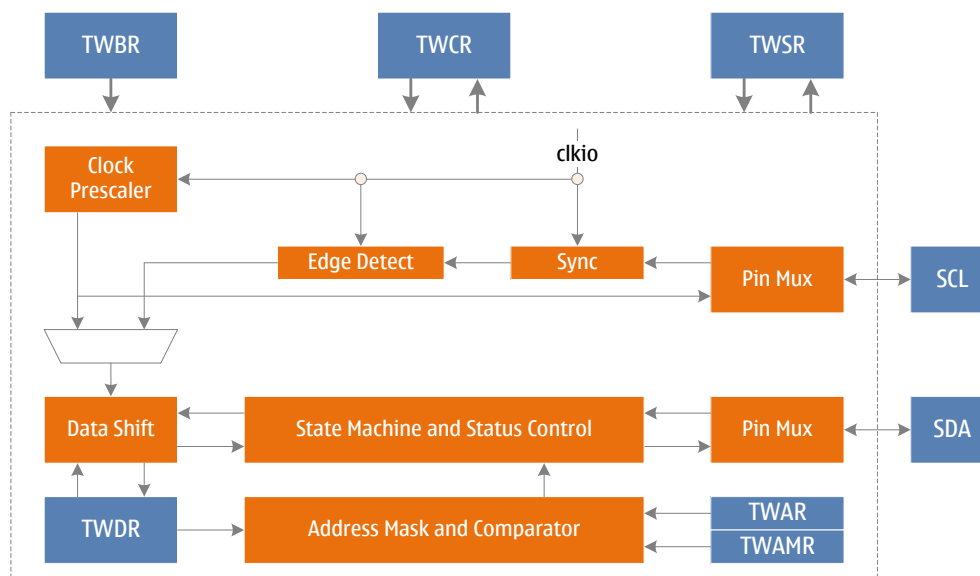 TWBR
TWCR
TWSR
clkio
Clock
Prescaler
Edge Detect
Sync
Pin Mux
SCL
Data Shift
State Machine and Status Control
Pin Mux
SDA
TWDR
Address Mask and Comparator
TWAR
TWAMR